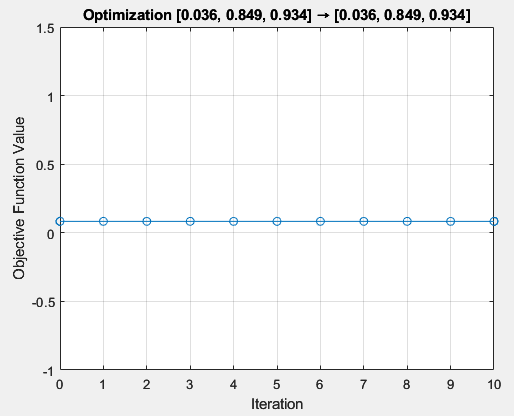 Optimization [0.036, 0.849, 0.934] → [0.036, 0.849, 0.934]
1.5
1
0.5
0
-0.5
-1
Objective Function Value
0 1 2 3 4 5 6 7 8 9 10
Iteration